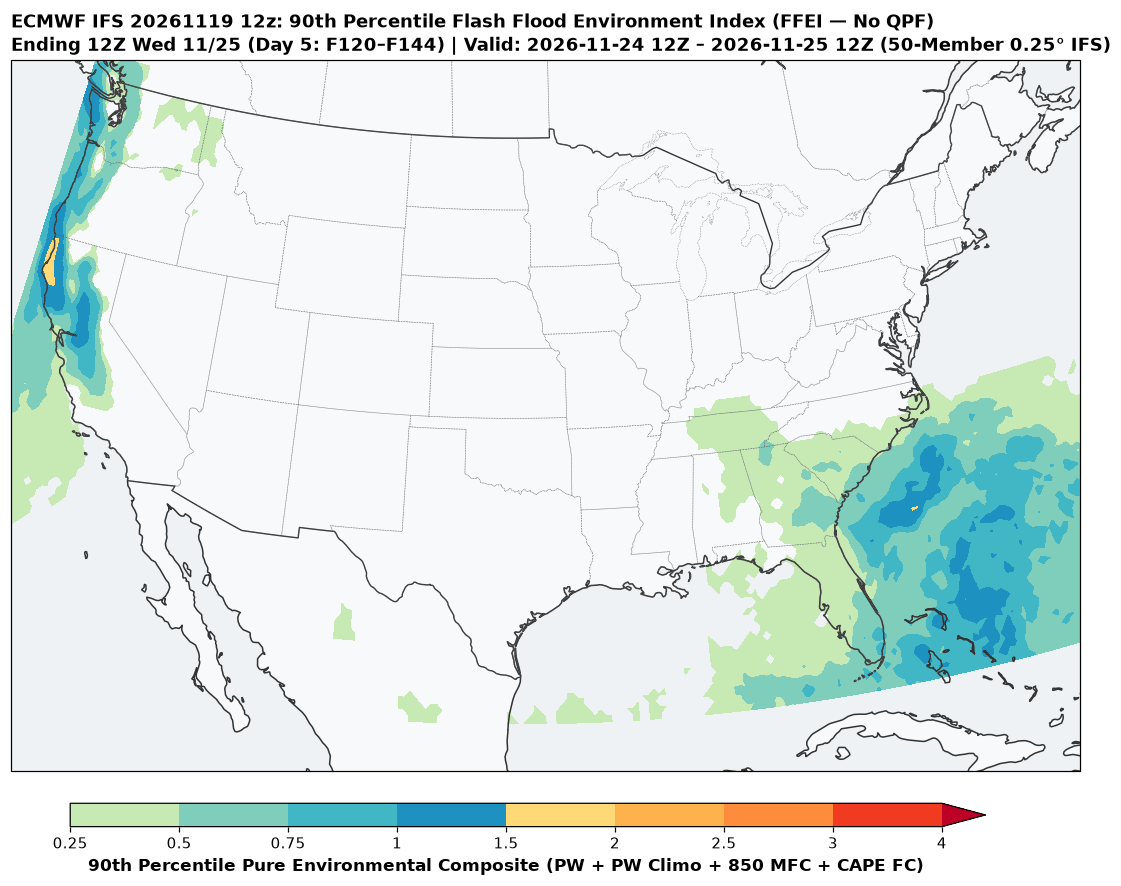 ECMWF IFS 20261119 12z: 90th Percentile Flash Flood Environment Index (FFEI — No QPF)
Ending 12Z Wed 11/25 (Day 5: F120–F144) | Valid: 2026-11-24 12Z – 2026-11-25 12Z (50-Member 0.25° IFS)
0.25 0.5 0.75 1 1.5 2 2.5 3 4
90th Percentile Pure Environmental Composite (PW + PW Climo + 850 MFC + CAPE FC)